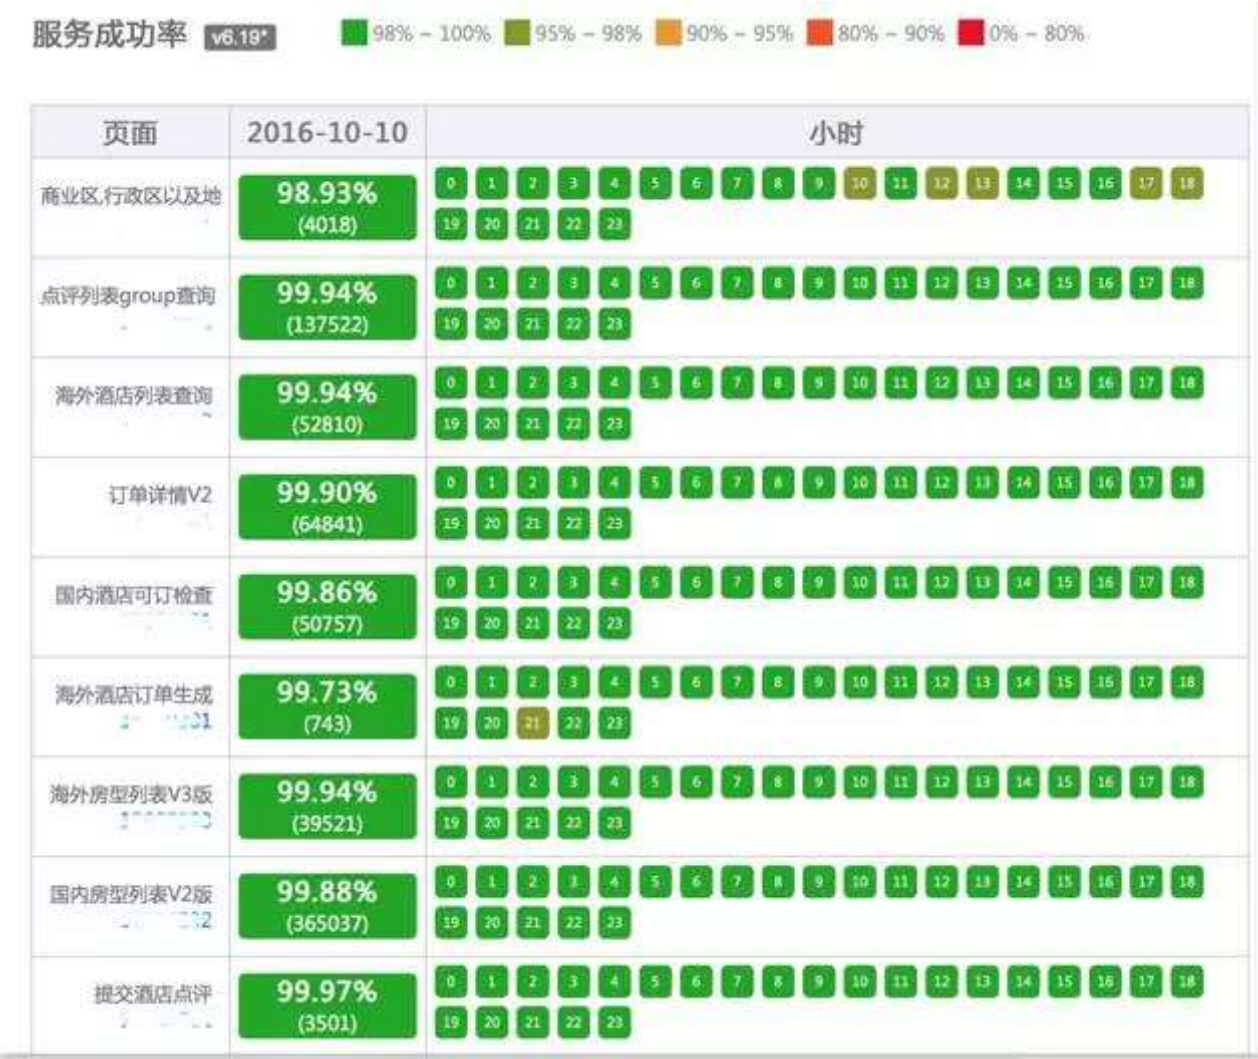 服务成功率 v6.19* 98% ~ 100% 95% ~ 98% 90% ~ 95% 80% ~ 90% 0% ~ 80%
页面 2016-10-10 小时
商业区,行政区以及地 98.93% 0 1 2 3 4 5 6 7 8 9 10 11 12 13 14 15 16 17 18
(4018) 19 20 21 22 23
点评列表group查询 99.94% 0 1 2 3 4 5 6 7 8 9 10 11 12 13 14 15 16 17 18
(137522) 19 20 21 22 23
海外酒店列表查询 99.94% 0 1 2 3 4 5 6 7 8 9 10 11 12 13 14 15 16 17 18
(52810) 19 20 21 22 23
订单详情V2 99.90% 0 1 2 3 4 5 6 7 8 9 10 11 12 13 14 15 16 17 18
(64841) 19 20 21 22 23
国内酒店可订检查 99.86% 0 1 2 3 4 5 6 7 8 9 10 11 12 13 14 15 16 17 18
(50757) 19 20 21 22 23
海外酒店订单生成 99.73% 0 1 2 3 4 5 6 7 8 9 10 11 12 13 14 15 16 17 18
(743) 19 20 21 22 23
海外房型列表V3版 99.94% 0 1 2 3 4 5 6 7 8 9 10 11 12 13 14 15 16 17 18
(39521) 19 20 21 22 23
国内房型列表V2版 99.88% 0 1 2 3 4 5 6 7 8 9 10 11 12 13 14 15 16 17 18
(365037) 19 20 21 22 23
提交酒店点评 99.97% 0 1 2 3 4 5 6 7 8 9 10 11 12 13 14 15 16 17 18
(3501) 19 20 21 22 23